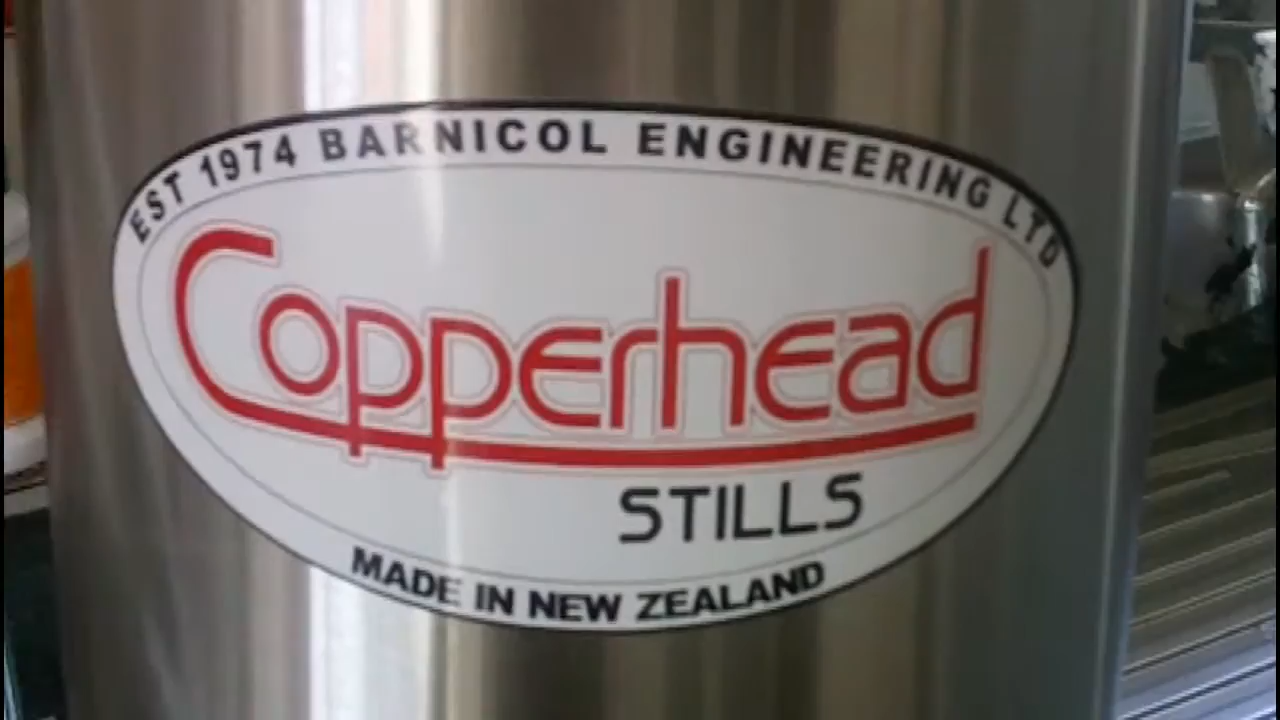 EST 1974 BARNICOL ENGINEERING LTD
Copperhead
STILLS
MADE IN NEW ZEALAND